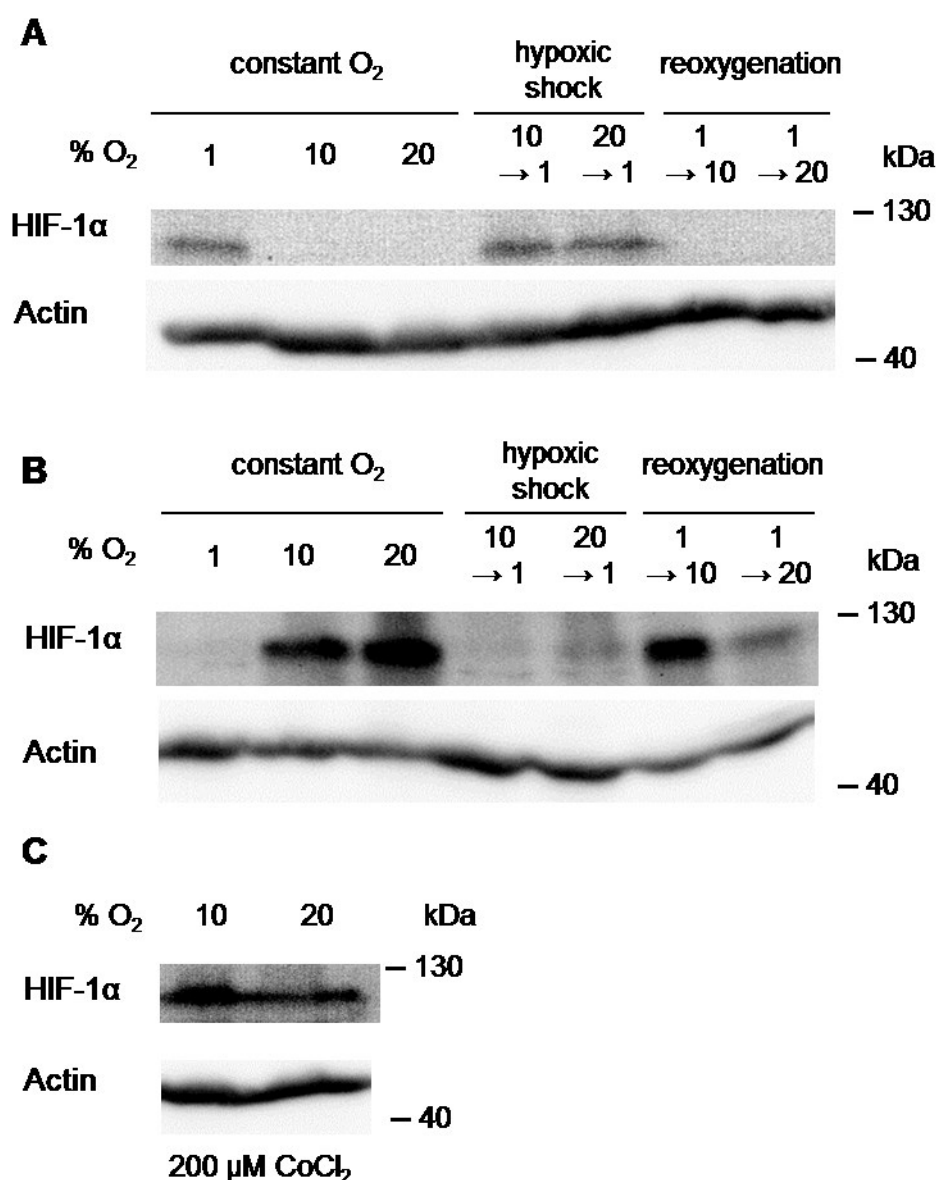 A
constant O₂
hypoxic
shock
reoxygenation
% O₂ 1 10 20 10 → 1 20 → 1 1 → 10 1 → 20 kDa
HIF-1α – 130
Actin – 40
B
constant O₂
hypoxic
shock
reoxygenation
% O₂ 1 10 20 10 → 1 20 → 1 1 → 10 1 → 20 kDa
HIF-1α – 130
Actin – 40
C
% O₂ 10 20 kDa
HIF-1α – 130
Actin – 40
200 µM CoCl₂